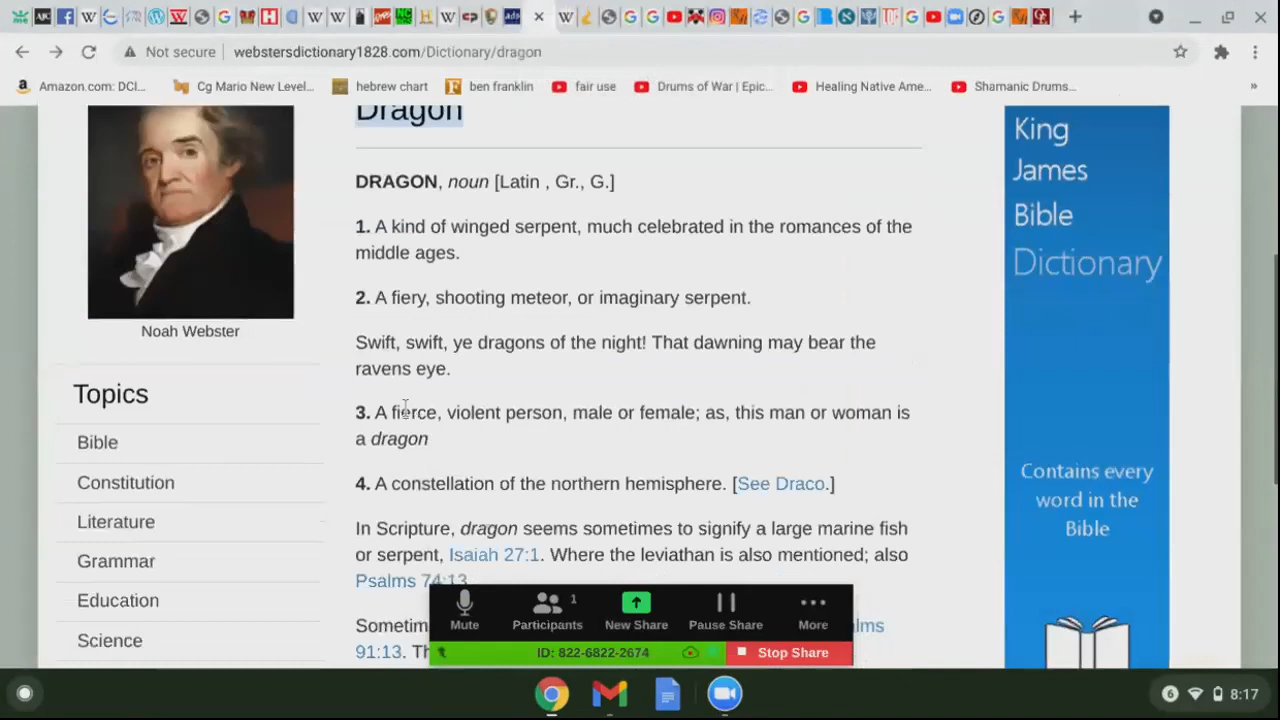 Not secure webstersdictionary1828.com/Dictionary/dragon
Amazon.com: DCI... Cg Mario New Level... hebrew chart ben franklin fair use Drums of War | Epic... Healing Native Ame... Shamanic Drums... »
Dragon
DRAGON, noun [Latin , Gr., G.]
1. A kind of winged serpent, much celebrated in the romances of the
middle ages.
2. A fiery, shooting meteor, or imaginary serpent.
Swift, swift, ye dragons of the night! That dawning may bear the
ravens eye.
3. A fierce, violent person, male or female; as, this man or woman is
a dragon
4. A constellation of the northern hemisphere. [See Draco.]
In Scripture, dragon seems sometimes to signify a large marine fish
or serpent, Isaiah 27:1. Where the leviathan is also mentioned; also
Psalms 74:13.
91:13.
Noah Webster
Topics
Bible
Constitution
Literature
Grammar
Education
Science
King
James
Bible
Dictionary
Contains every
word in the
Bible
Mute Participants 1 New Share Pause Share More
ID: 822-6822-2674 Stop Share
6 8:17